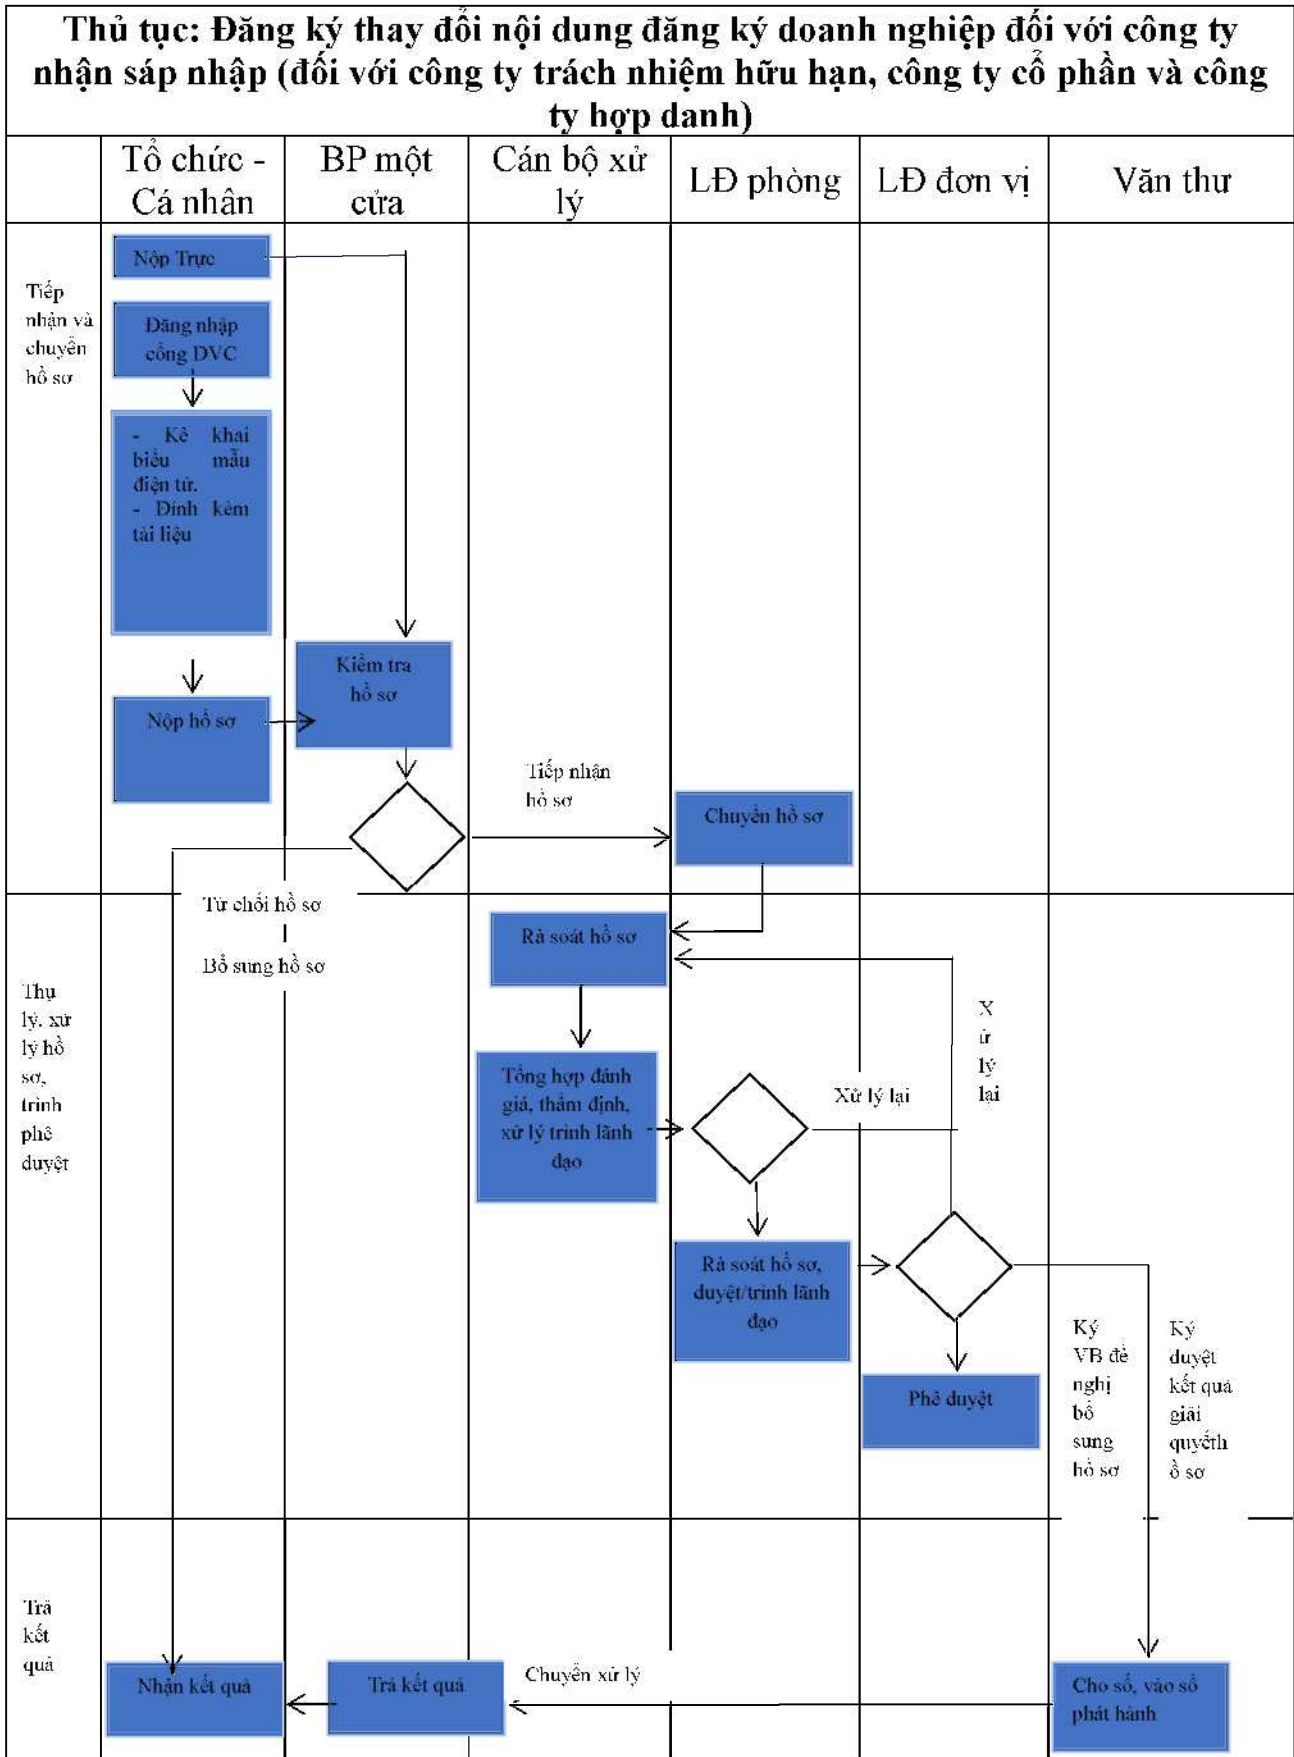 Thủ tục: Đăng ký thay đổi nội dung đăng ký doanh nghiệp đối với công ty
nhận sáp nhập (đối với công ty trách nhiệm hữu hạn, công ty cổ phần và công
ty hợp danh)
Tổ chức -
Cá nhân
BP một
cửa
Cán bộ xử
lý
LĐ phòng
LĐ đơn vị
Văn thư
Tiếp
nhận và
chuyển
hồ sơ
Nộp Trực
Đăng nhập
cổng DVC
- Kê khai
biểu mẫu
điện tử.
- Đính kèm
tài liệu
Nộp hồ sơ
Kiểm tra
hồ sơ
Tiếp nhận
hồ sơ
Chuyển hồ sơ
Từ chối hồ sơ
Bổ sung hồ sơ
Thụ
lý, xử
lý hồ
sơ,
trình
phê
duyệt
Rà soát hồ sơ
Tổng hợp đánh
giá, thẩm định,
xử lý trình lãnh
đạo
Xử lý lại
X
ử
lý
lại
Rà soát hồ sơ,
duyệt/trình lãnh
đạo
Phê duyệt
Ký
VB đề
nghị
bổ
sung
hồ sơ
Ký
duyệt
kết quả
giải
quyếth
ồ sơ
Trả
kết
quả
Nhận kết quả
Trả kết quả
Chuyển xử lý
Cho số, vào sổ
phát hành